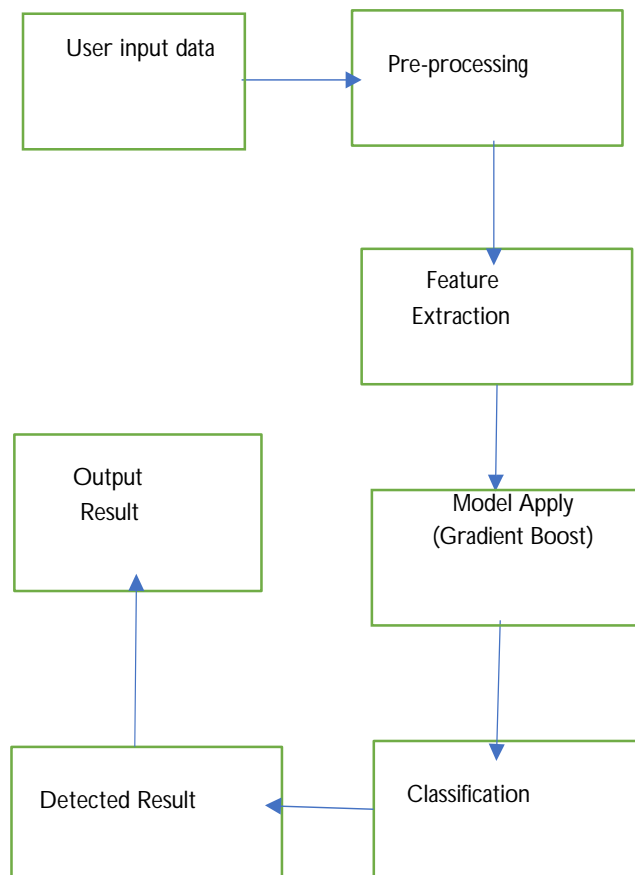 User input data
Pre-processing
Feature
Extraction
Model Apply
(Gradient Boost)
Classification
Detected Result
Output
Result